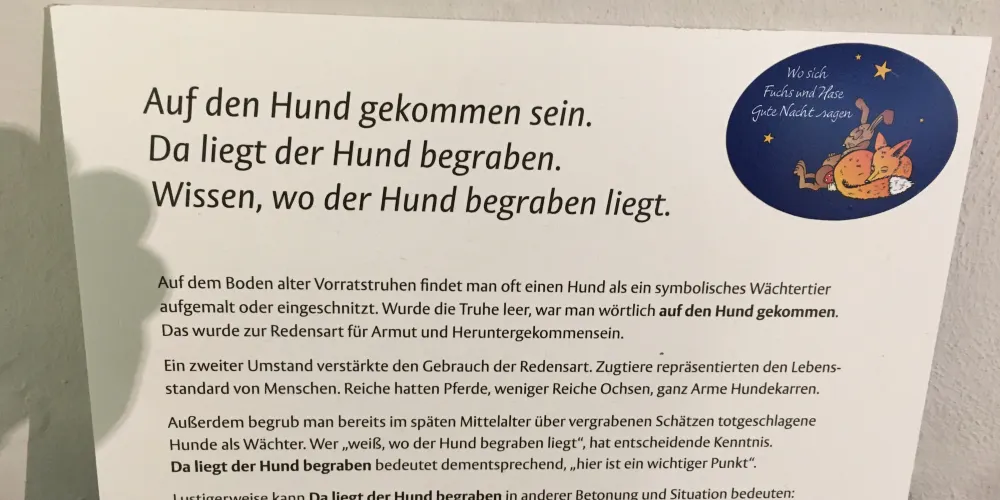 Wo sich
Fuchs und Hase
Gute Nacht sagen
Auf den Hund gekommen sein.
Da liegt der Hund begraben.
Wissen, wo der Hund begraben liegt.
Auf dem Boden alter Vorratstruhen findet man oft einen Hund als ein symbolisches Wächtertier
aufgemalt oder eingeschnitzt. Wurde die Truhe leer, war man wörtlich auf den Hund gekommen.
Das wurde zur Redensart für Armut und Heruntergekommensein.
Ein zweiter Umstand verstärkte den Gebrauch der Redensart. Zugtiere repräsentierten den Lebens-
standard von Menschen. Reiche hatten Pferde, weniger Reiche Ochsen, ganz Arme Hundekarren.
Außerdem begrub man bereits im späten Mittelalter über vergrabenen Schätzen totgeschlagene
Hunde als Wächter. Wer „weiß, wo der Hund begraben liegt“, hat entscheidende Kenntnis.
Da liegt der Hund begraben bedeutet dementsprechend, „hier ist ein wichtiger Punkt“.
Lustigerweise kann Da liegt der Hund begraben in anderer Betonung und Situation bedeuten: